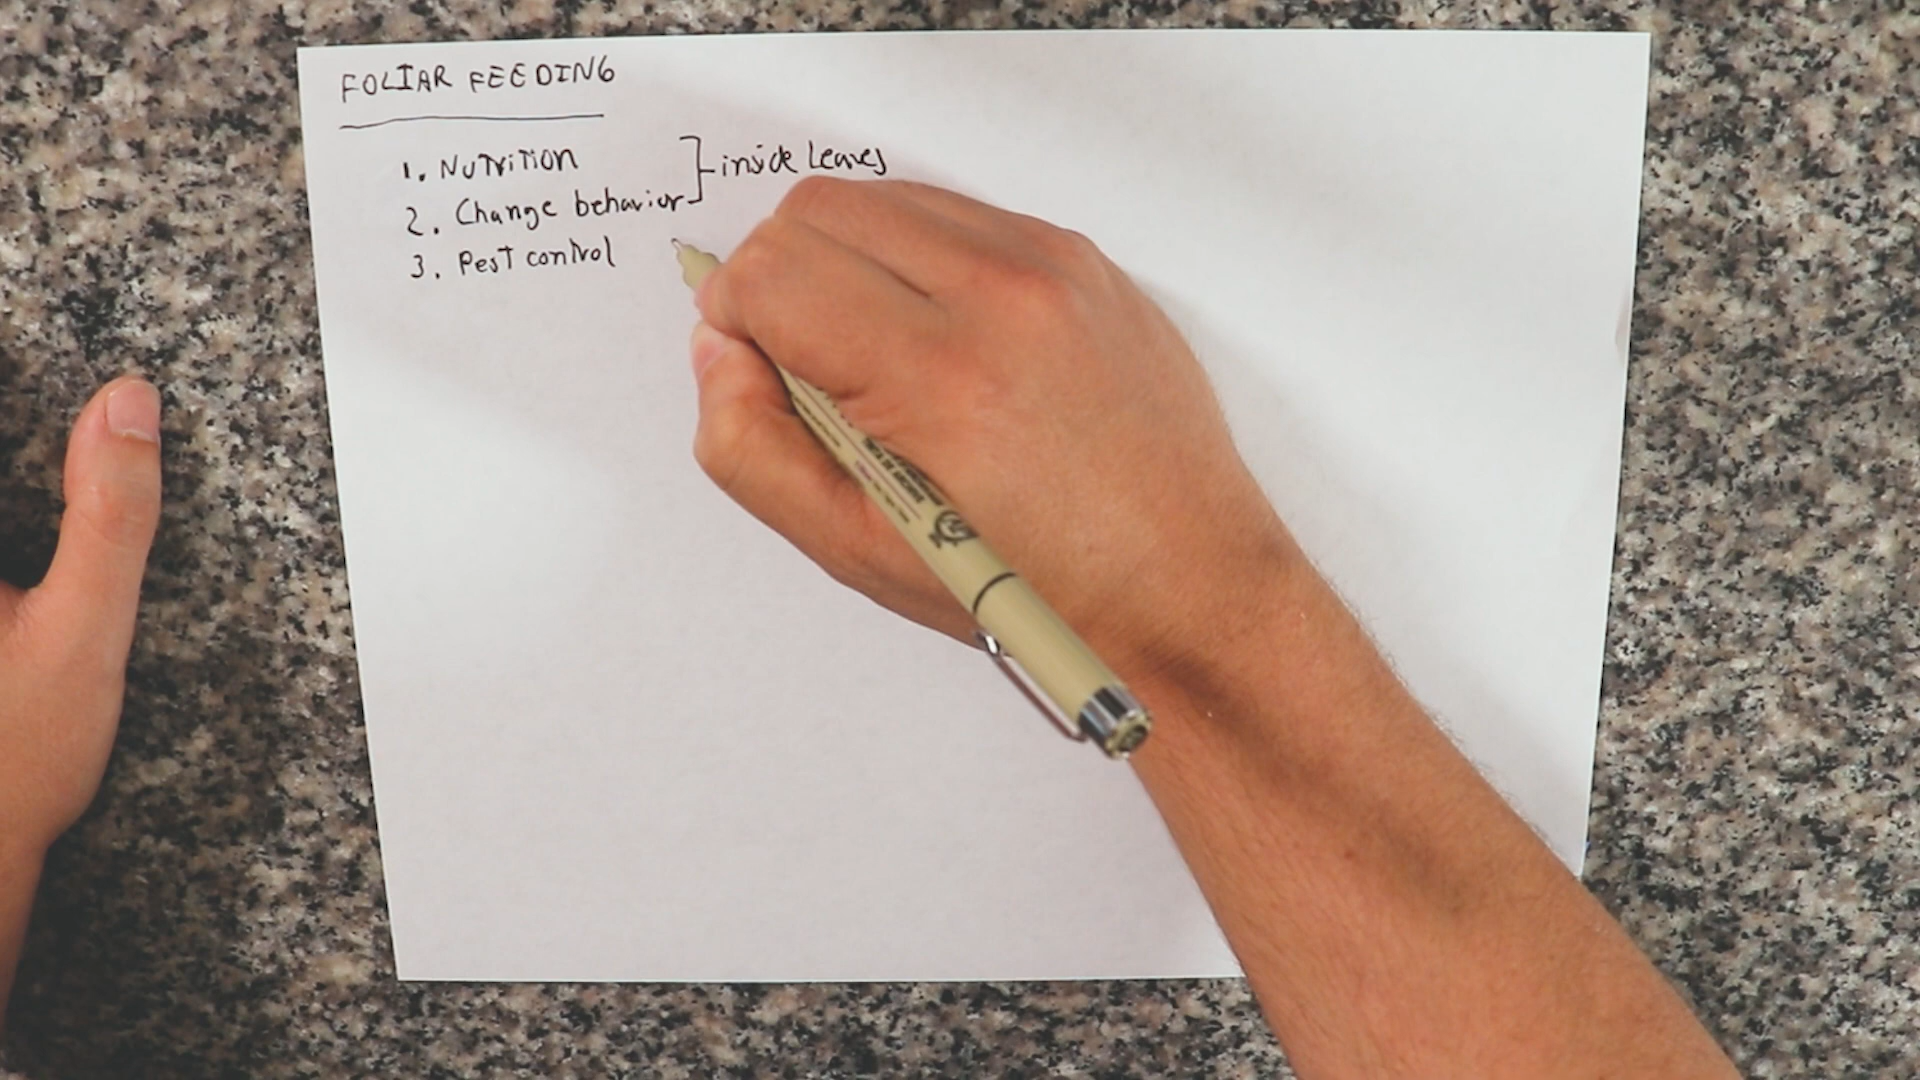 FOLIAR FEEDING
1. Nutrition
2. Change behavior
inside leaves
3. Pest control